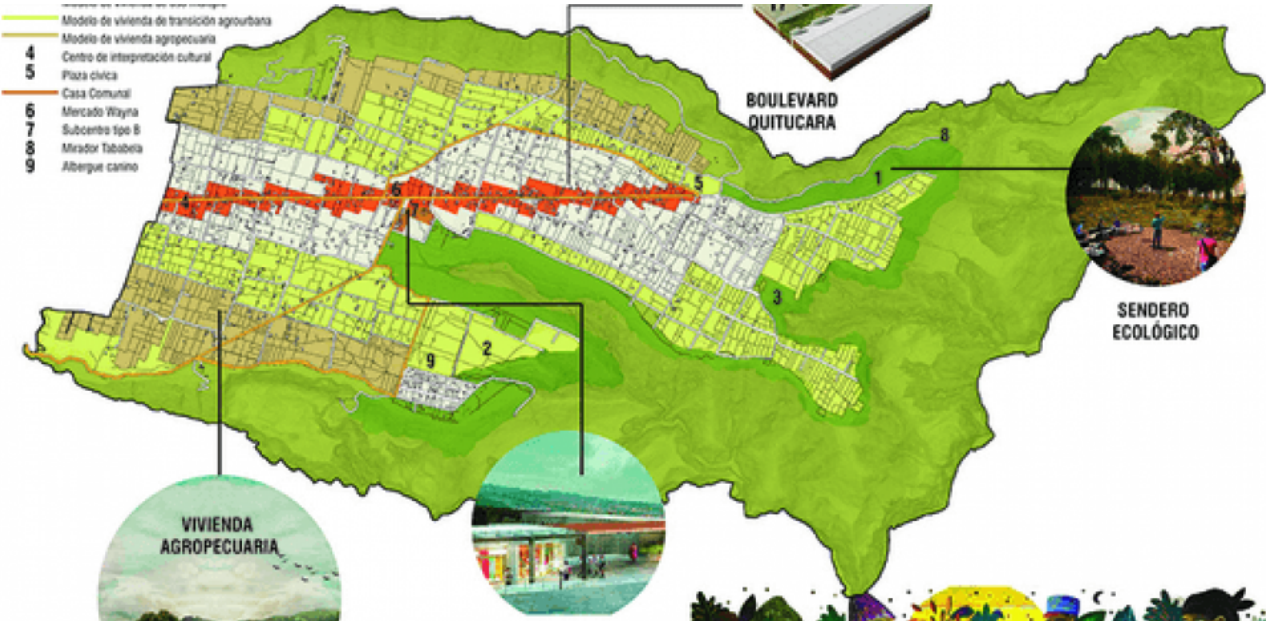 Modelo de vivienda de transición agrourbana
Modelo de vivienda agropecuaria
4 Centro de interpretación cultural
5 Plaza cívica
Casa Comunal
6 Mercado Wayna
7 Subcentro tipo B
8 Mirador Tababela
9 Albergue canino
BOULEVARD
QUITUCARA
8
1
5
6
4
7
3
2
9
SENDERO
ECOLÓGICO
VIVIENDA
AGROPECUARIA